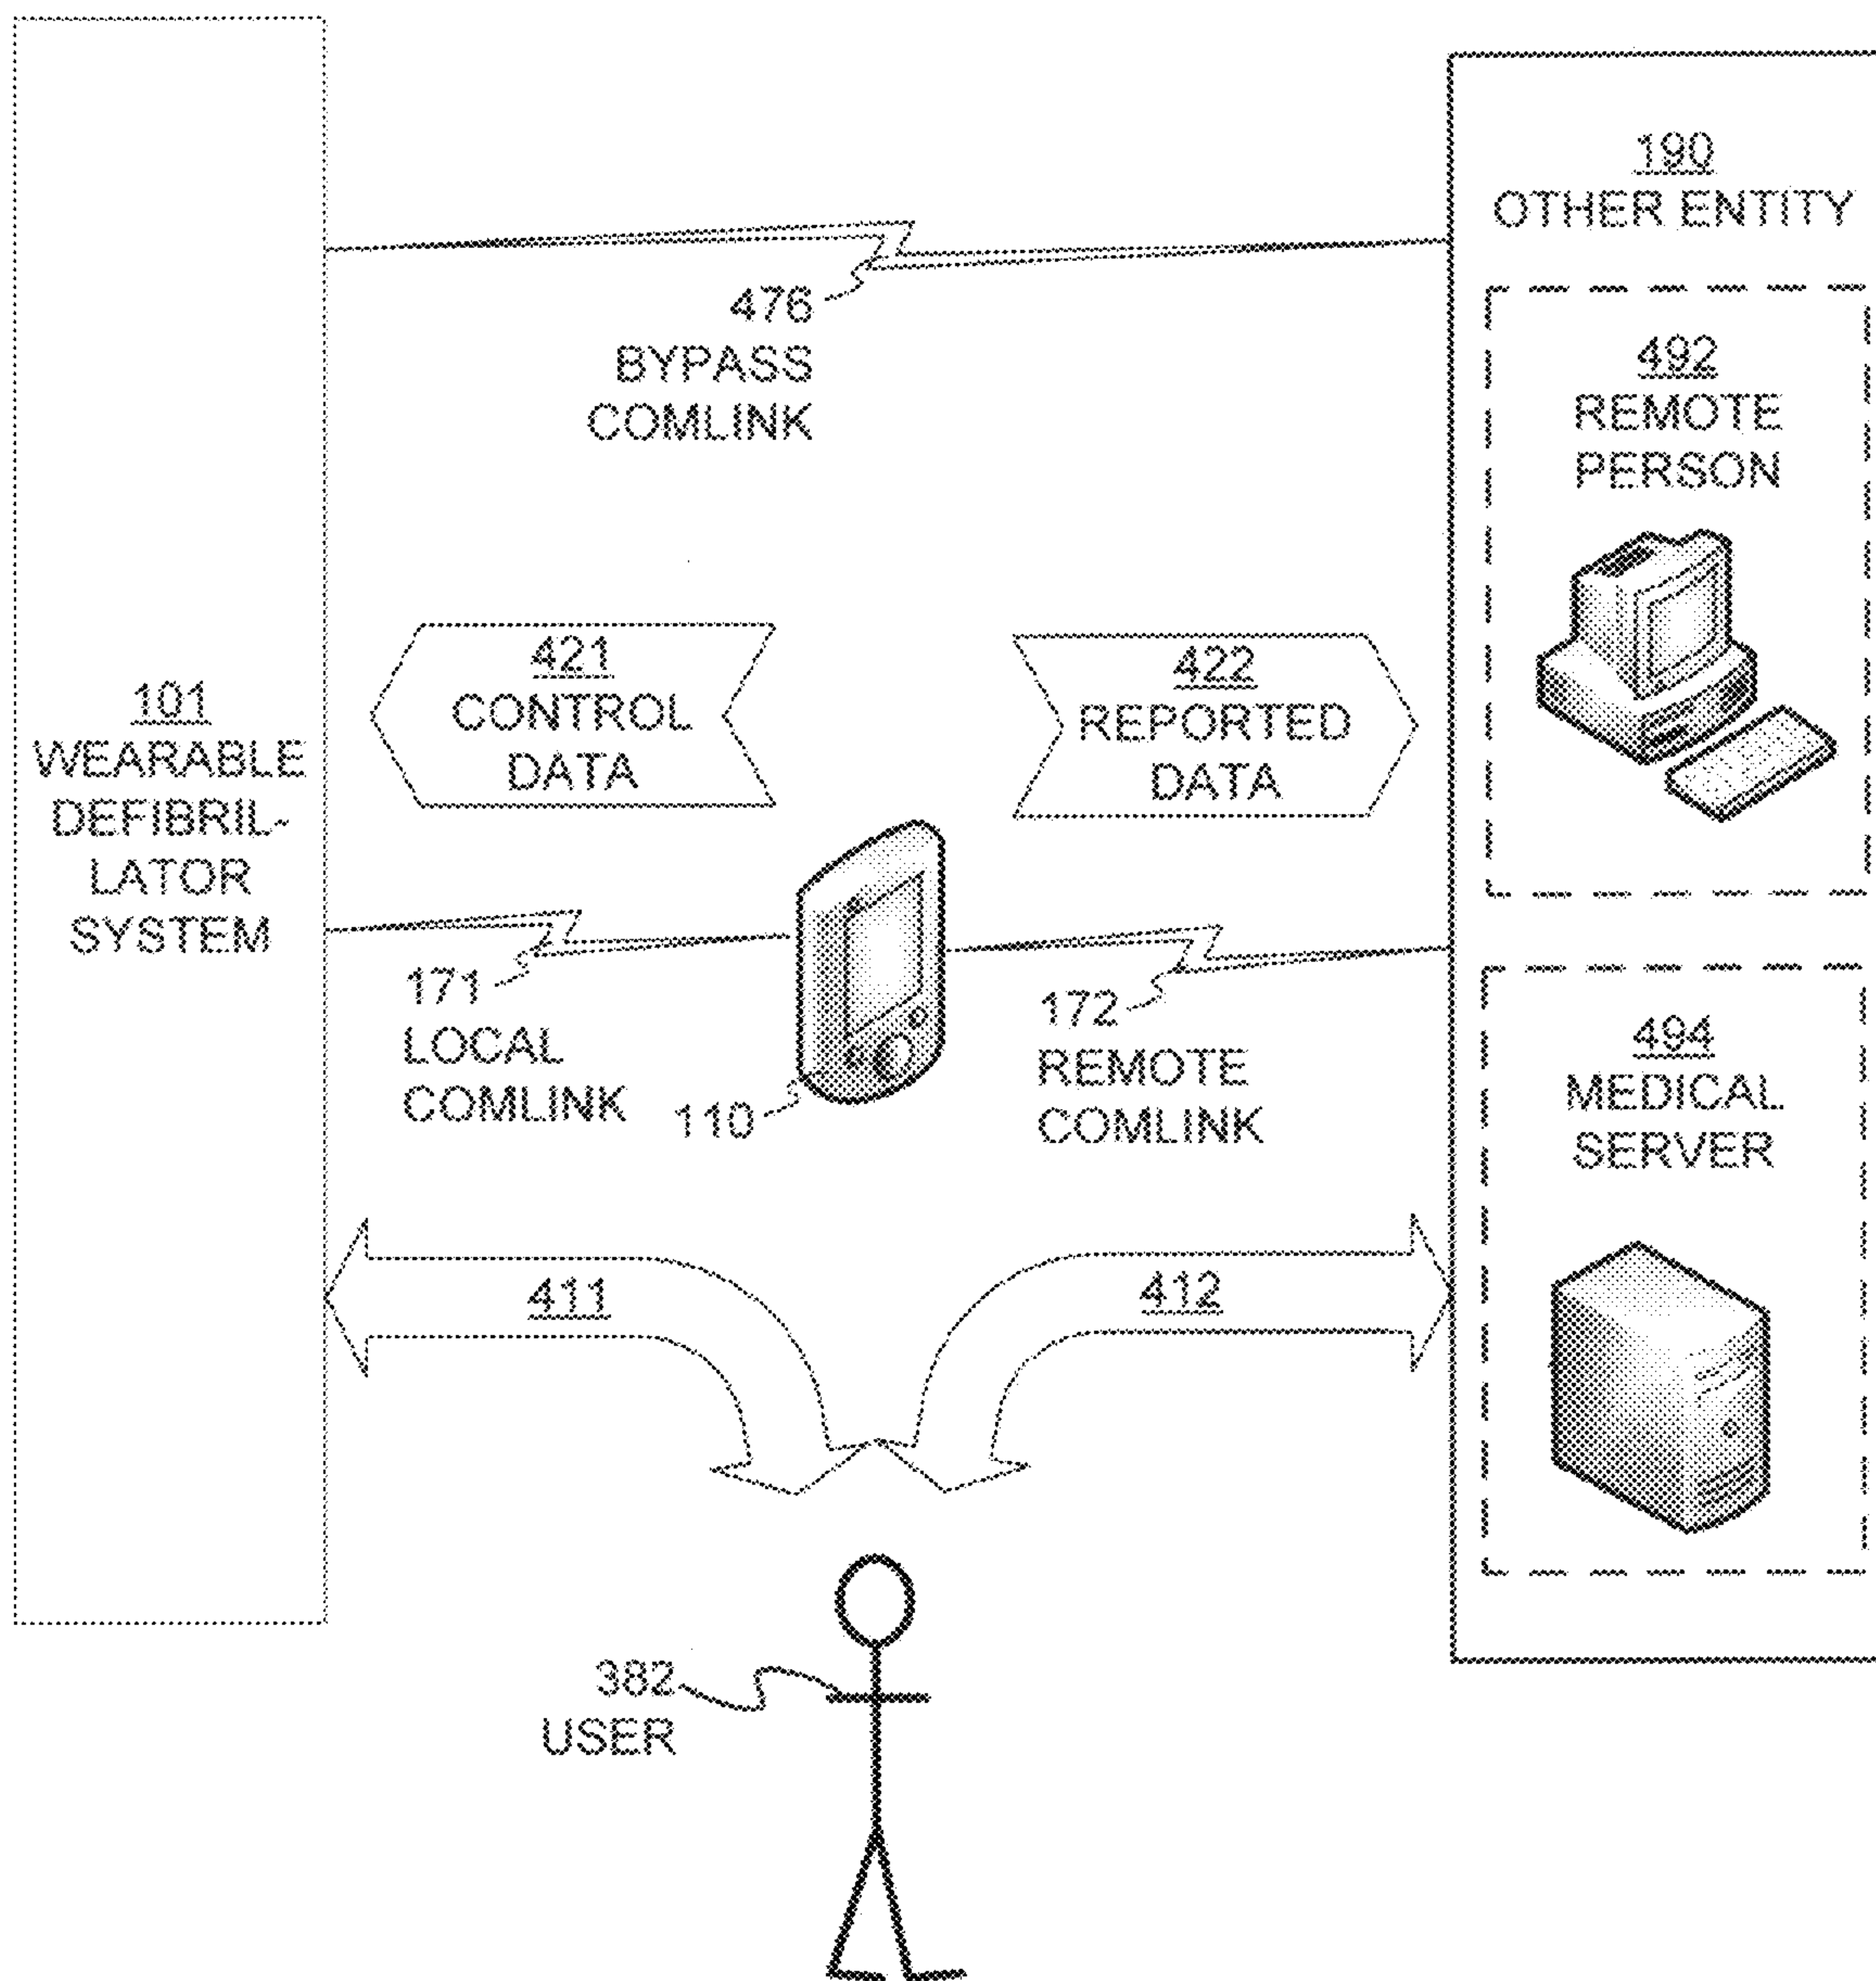 190
OTHER ENTITY
476
BYPASS
COMLINK
492
REMOTE
PERSON
421
CONTROL
DATA
422
REPORTED
DATA
101
WEARABLE
DEFIBRIL-
LATOR
SYSTEM
171
LOCAL
COMLINK
110
172
REMOTE
COMLINK
494
MEDICAL
SERVER
411
412
382
USER